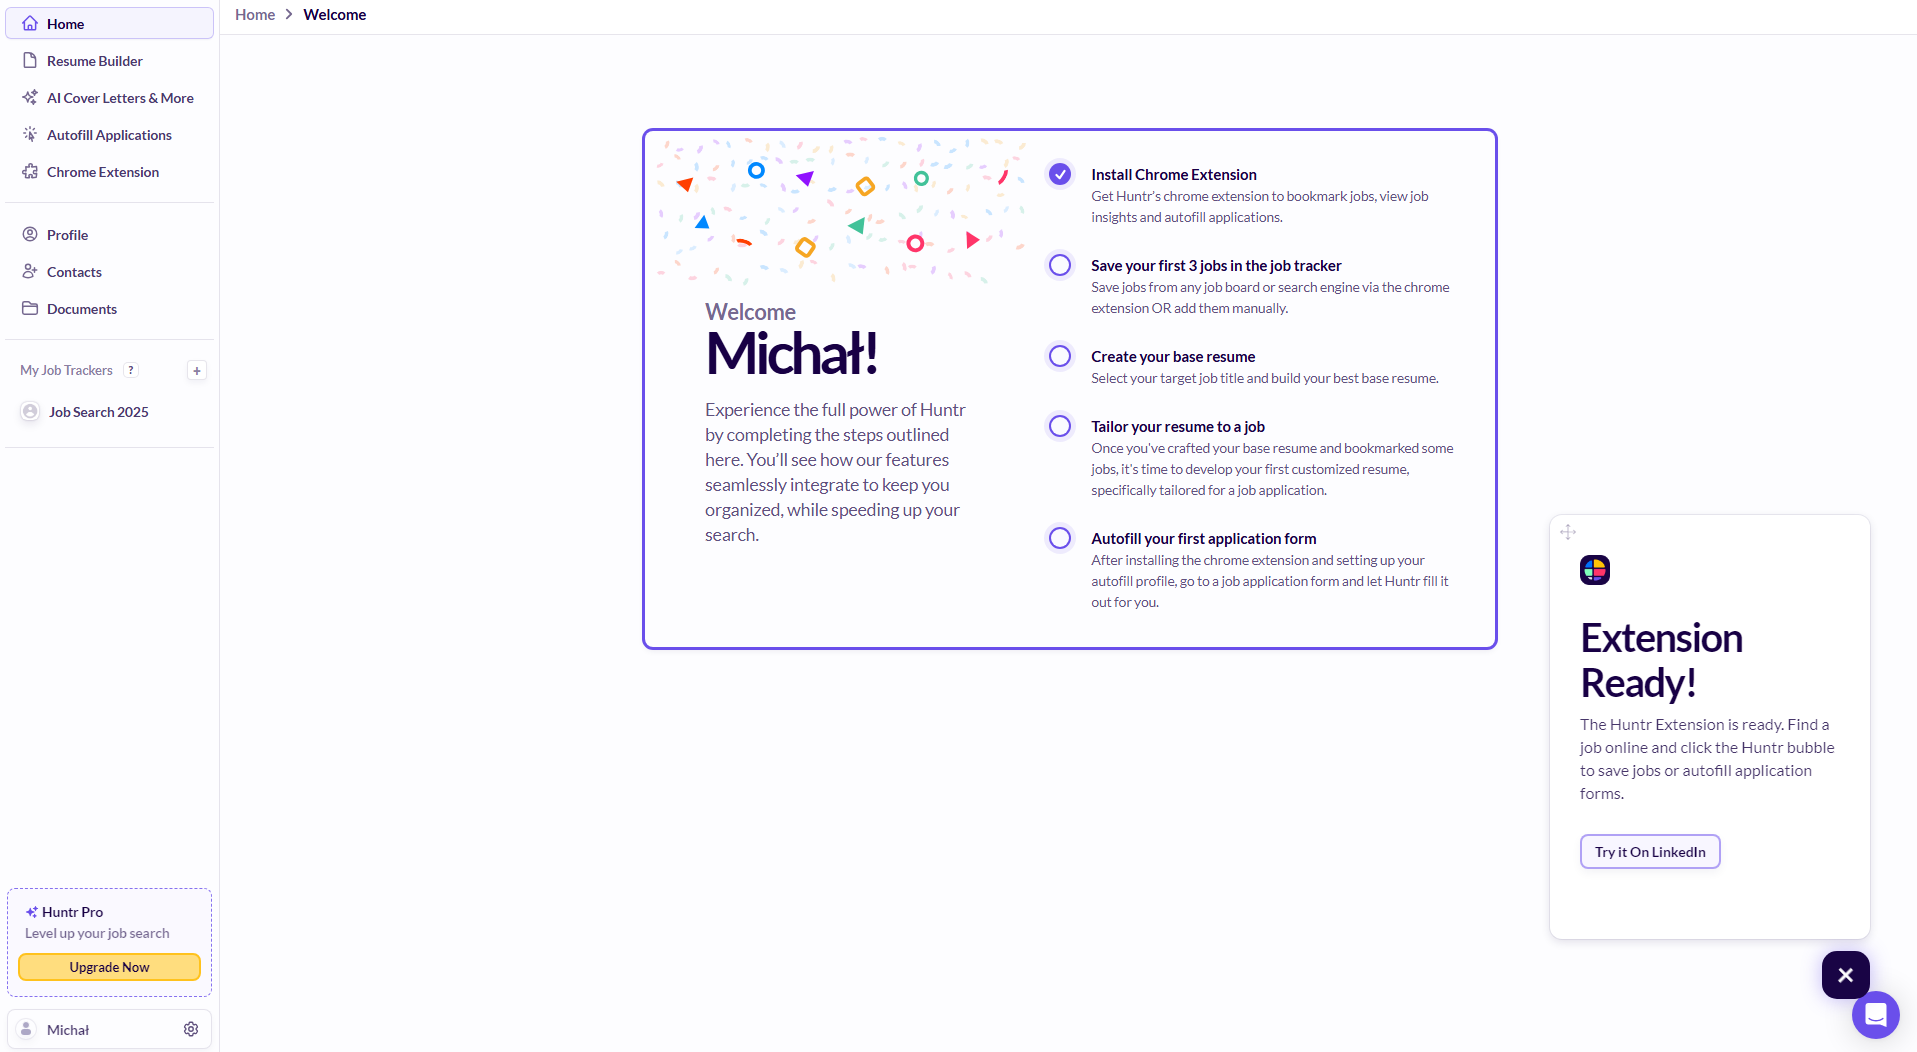 Home
Resume Builder
AI Cover Letters & More
Autofill Applications
Chrome Extension
Profile
Contacts
Documents
My Job Trackers ? +
Job Search 2025
Huntr Pro
Level up your job search
Upgrade Now
Michał
Home > Welcome
Welcome
Michał!
Experience the full power of Huntr
by completing the steps outlined
here. You'll see how our features
seamlessly integrate to keep you
organized, while speeding up your
search.
Install Chrome Extension
Get Huntr's chrome extension to bookmark jobs, view job
insights and autofill applications.
Save your first 3 jobs in the job tracker
Save jobs from any job board or search engine via the chrome
extension OR add them manually.
Create your base resume
Select your target job title and build your best base resume.
Tailor your resume to a job
Once you've crafted your base resume and bookmarked some
jobs, it's time to develop your first customized resume,
specifically tailored for a job application.
Autofill your first application form
After installing the chrome extension and setting up your
autofill profile, go to a job application form and let Huntr fill it
out for you.
Extension
Ready!
The Huntr Extension is ready. Find a
job online and click the Huntr bubble
to save jobs or autofill application
forms.
Try it On LinkedIn